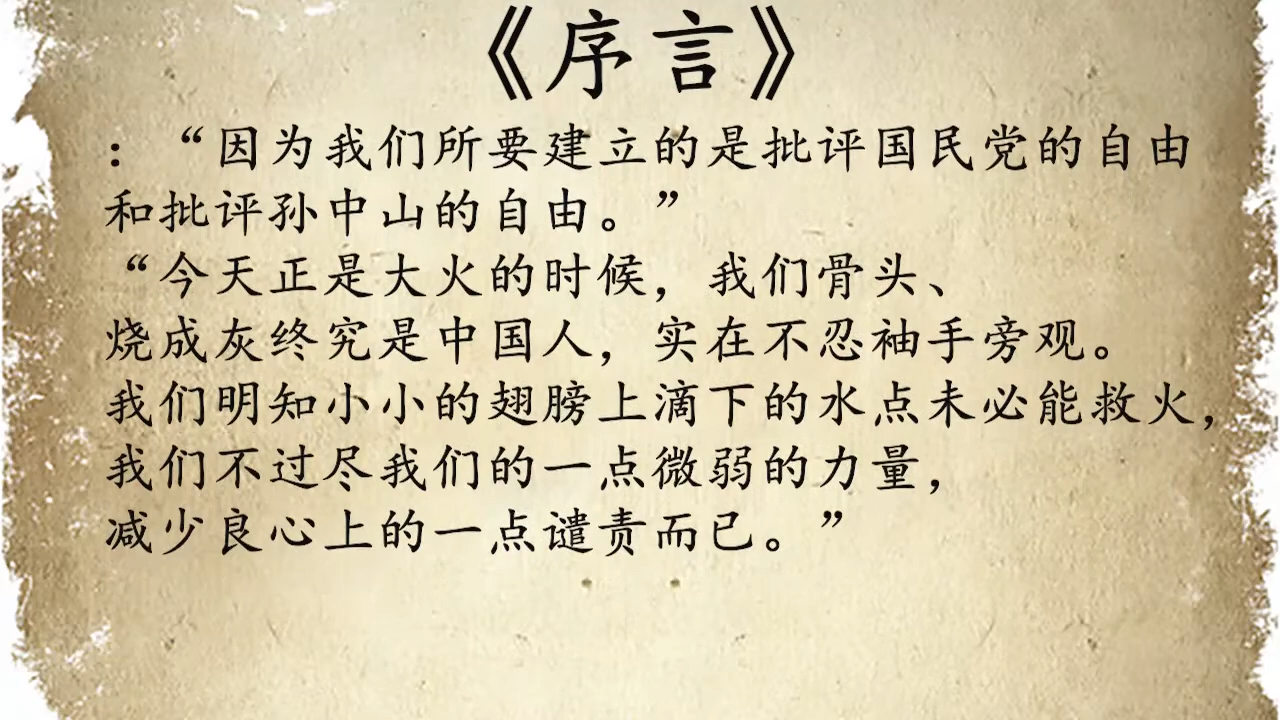 《序言》
：“因为我们所要建立的是批评国民党的自由
和批评孙中山的自由。”
“今天正是大火的时候，我们骨头、
烧成灰终究是中国人，实在不忍袖手旁观。
我们明知小小的翅膀上滴下的水点未必能救火，
我们不过尽我们的一点微弱的力量，
减少良心上的一点谴责而已。”